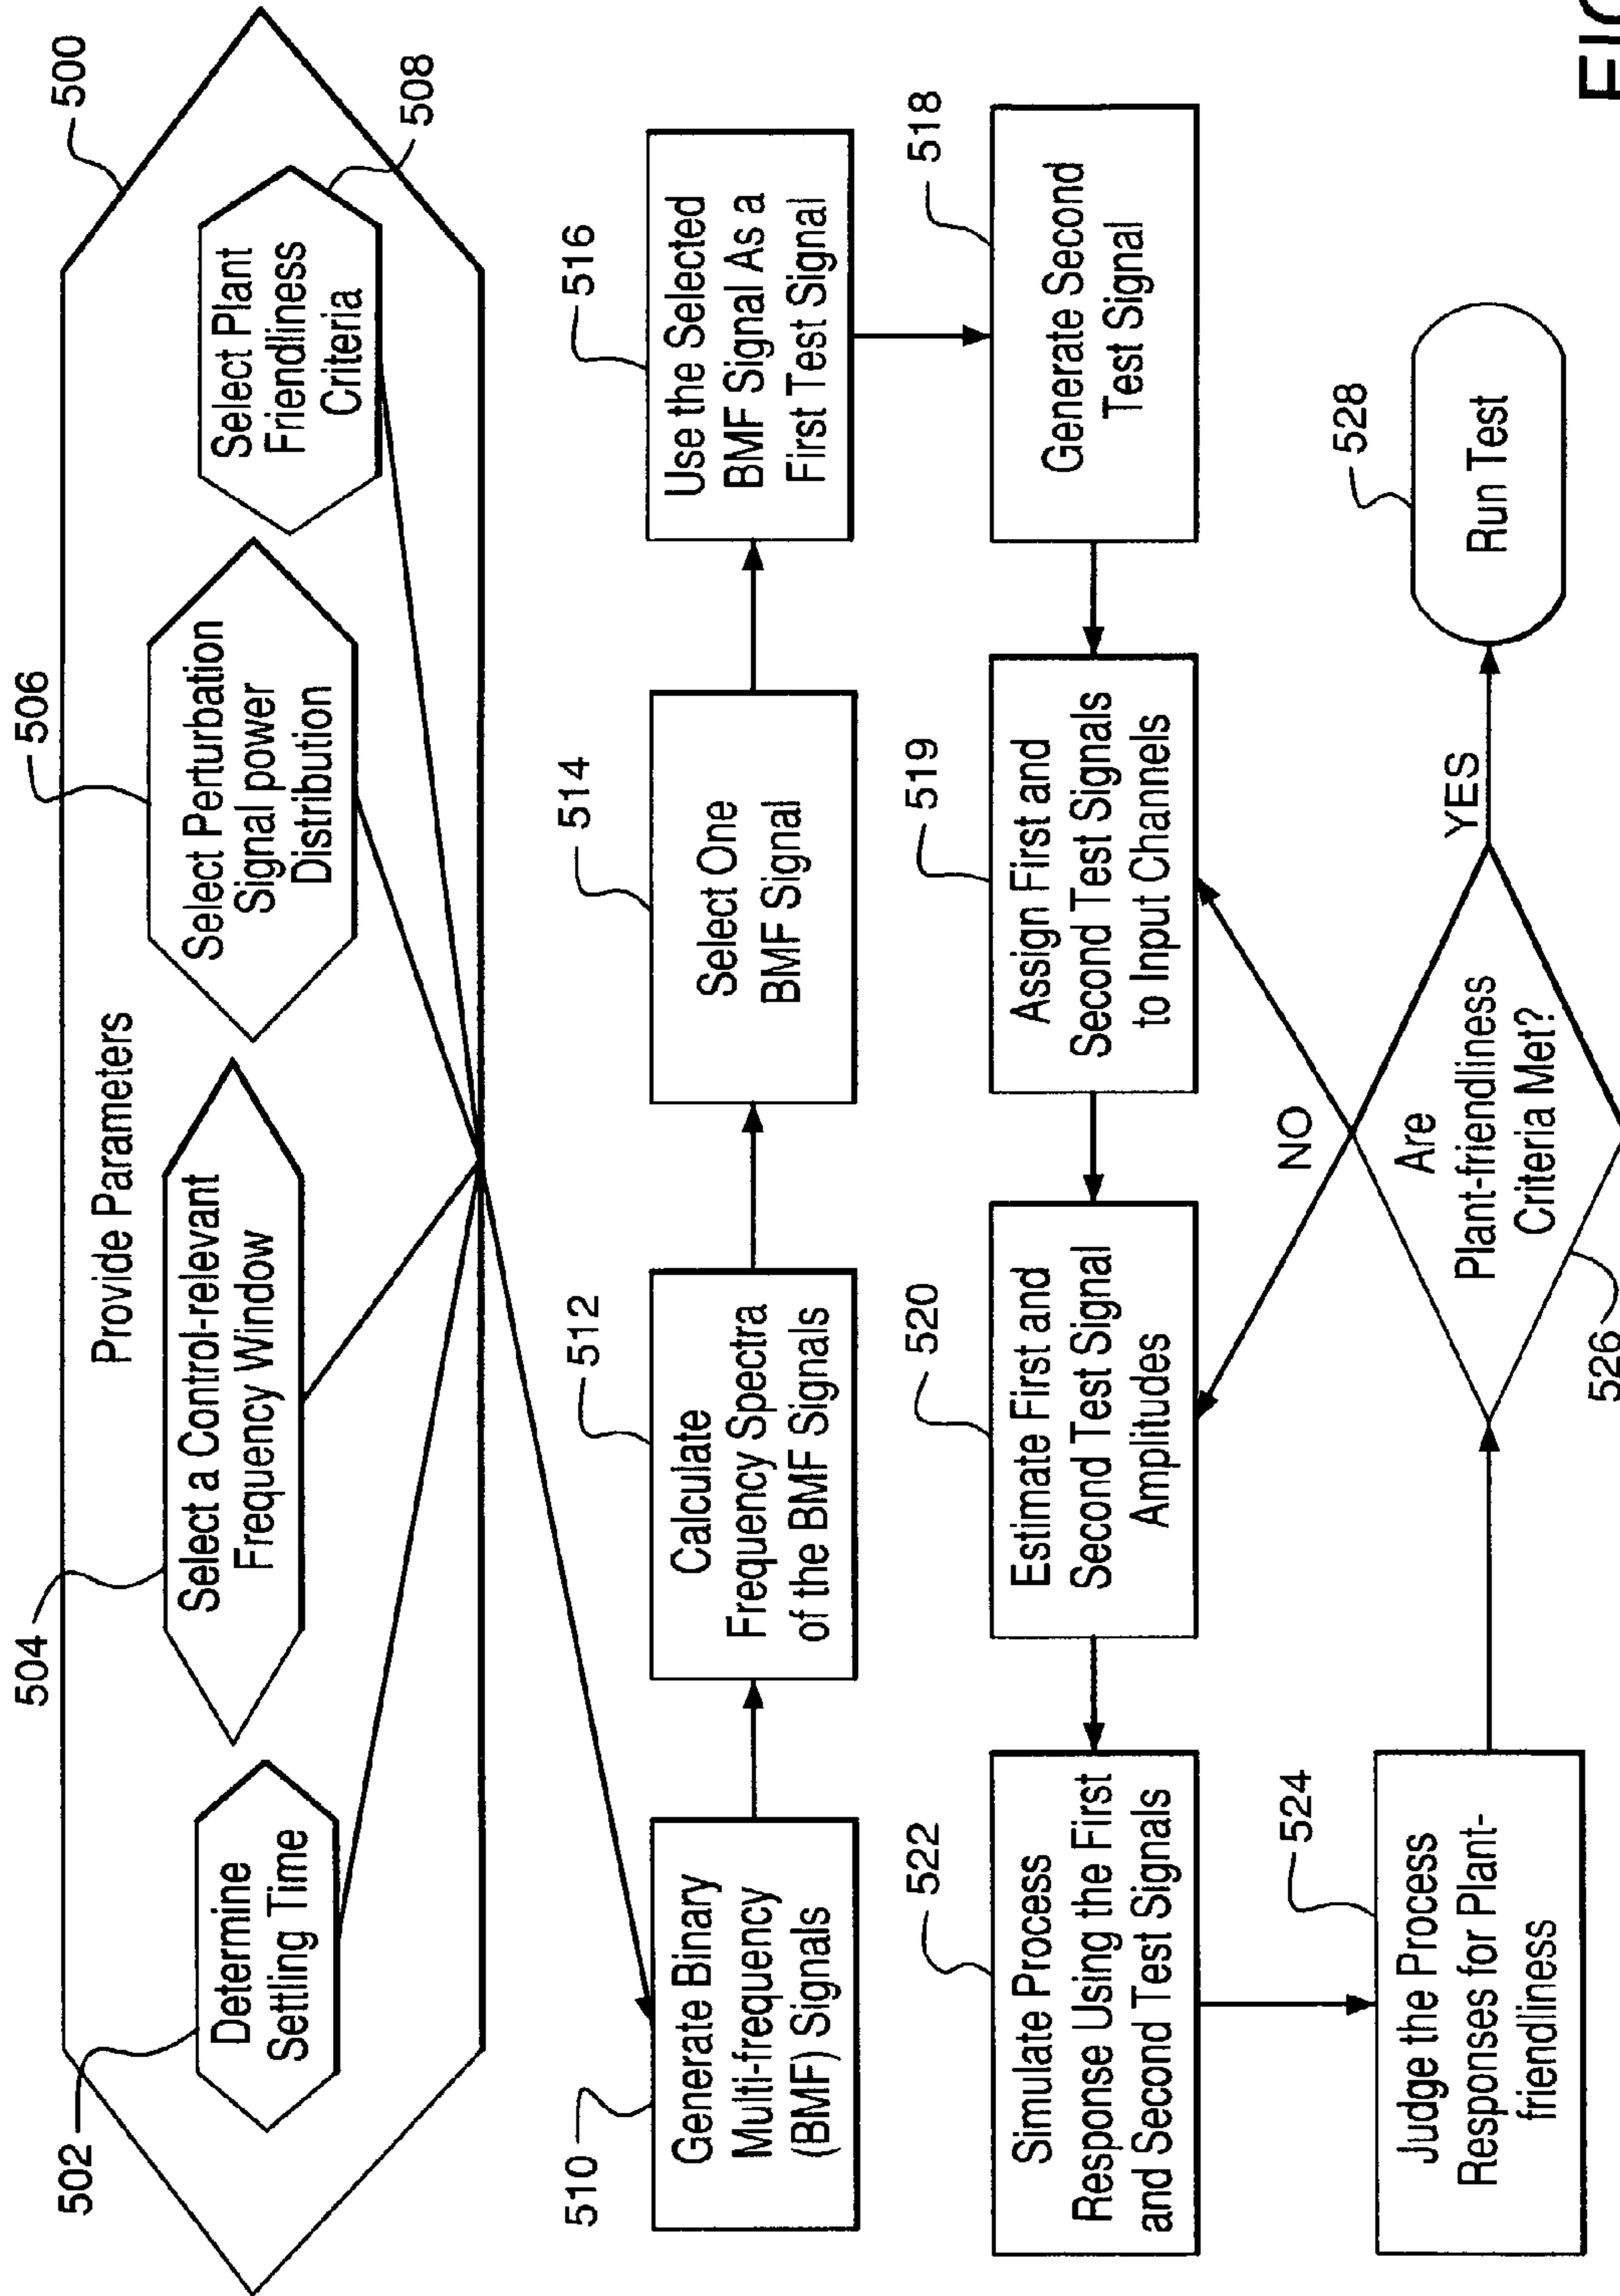 500
Provide Parameters
502
Determine
Settling Time
504
Select a Control-relevant
Frequency Window
506
Select Perturbation
Signal power
Distribution
508
Select Plant
Friendliness
Criteria
510
Generate Binary
Multi-frequency
(BMF) Signals
512
Calculate
Frequency Spectra
of the BMF Signals
514
Select One
BMF Signal
516
Use the Selected
BMF Signal As a
First Test Signal
518
Generate Second
Test Signal
519
Assign First and
Second Test Signals
to Input Channels
520
Estimate First and
Second Test Signal
Amplitudes
522
Simulate Process
Response Using the First
and Second Test Signals
524
Judge the Process
Responses for Plant-
friendliness
526
Are
Plant-friendliness
Criteria Met?
NO
YES
528
Run Test